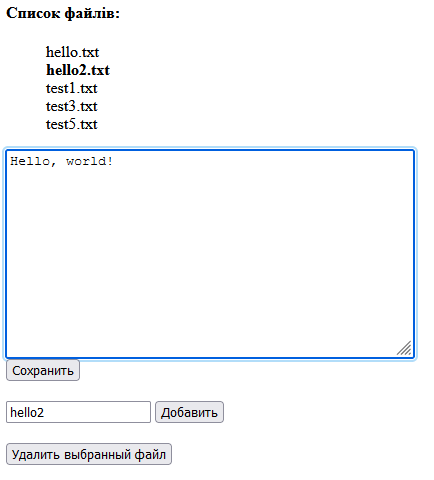 Список файлів:
hello.txt
hello2.txt
test1.txt
test3.txt
test5.txt
Hello, world!
Сохранить
hello2 Добавить
Удалить выбранный файл